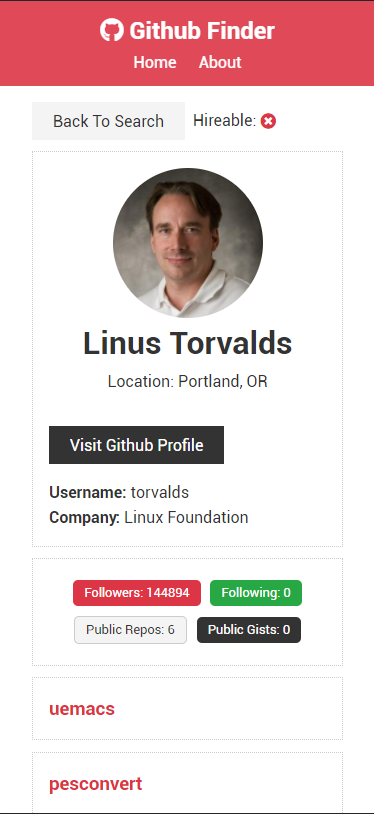 Github Finder
Home About
Back To Search Hireable:
Linus Torvalds
Location: Portland, OR
Visit Github Profile
Username: torvalds
Company: Linux Foundation
Followers: 144894 Following: 0
Public Repos: 6 Public Gists: 0
uemacs
pesconvert